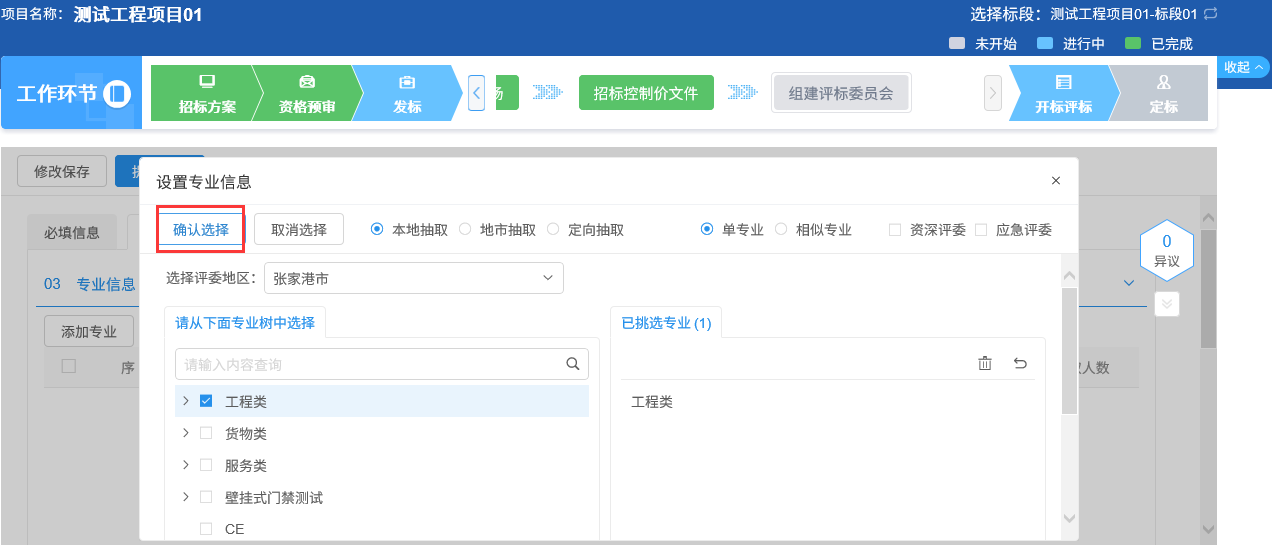 项目名称： 测试工程项目01
选择标段： 测试工程项目01-标段01
未开始 进行中 已完成
收起
工作环节
招标方案 资格预审 发标
招标控制价文件 组建评标委员会
开标评标 定标
修改保存
设置专业信息
确认选择 取消选择 本地抽取 地市抽取 定向抽取 单专业 相似专业 资深评委 应急评委
必填信息
0
异议
选择评委地区： 张家港市
03 专业信息
请从下面专业树中选择
已挑选专业 (1)
添加专业
请输入内容查询
序
人数
工程类
工程类
货物类
服务类
壁挂式门禁测试
CE